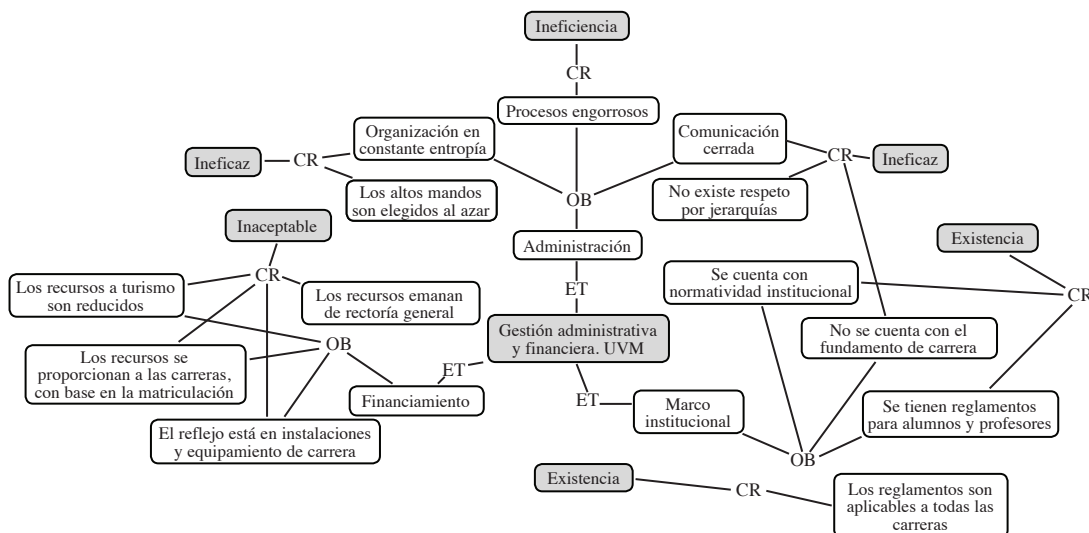 Ineficiencia
CR
Procesos engorrosos
Organización en
constante entropía
Comunicación
cerrada
Ineficaz
CR
CR
Ineficaz
Los altos mandos
son elegidos al azar
OB
No existe respeto
por jerarquías
Inaceptable
Administración
Existencia
CR
Los recursos a turismo
son reducidos
Los recursos emanan
de rectoría general
ET
Se cuenta con
normatividad institucional
CR
Gestión administrativa
y financiera. UVM
No se cuenta con el
fundamento de carrera
OB
Los recursos se
proporcionan a las carreras,
con base en la matriculación
ET
Financiamiento
ET
Marco
institucional
Se tienen reglamentos
para alumnos y profesores
El reflejo está en instalaciones
y equipamiento de carrera
OB
Existencia
CR
Los reglamentos son
aplicables a todas las
carreras